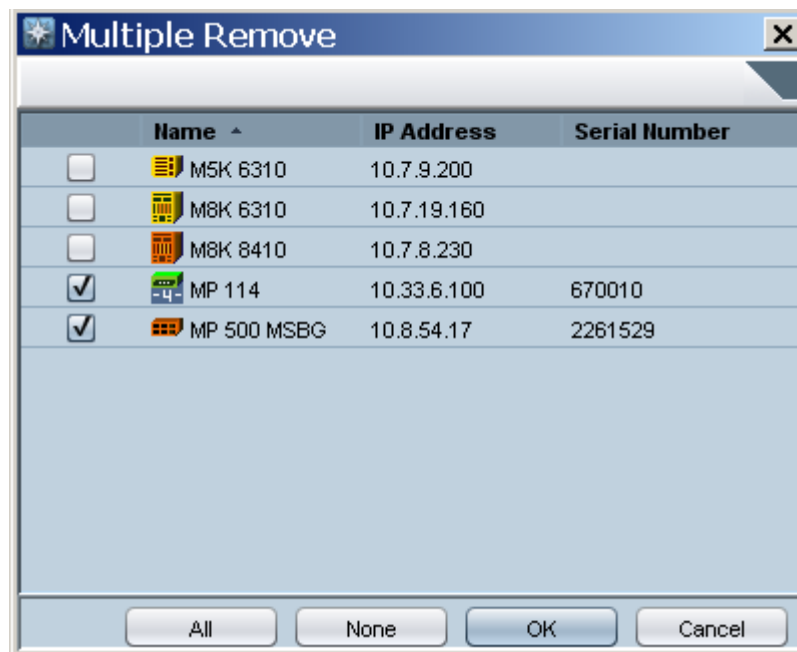 Multiple Remove
Name IP Address Serial Number
M5K 6310 10.7.9.200
M8K 6310 10.7.19.160
M8K 8410 10.7.8.230
-4- MP 114 10.33.6.100 670010
MP 500 MSBG 10.8.54.17 2261529
All None OK Cancel